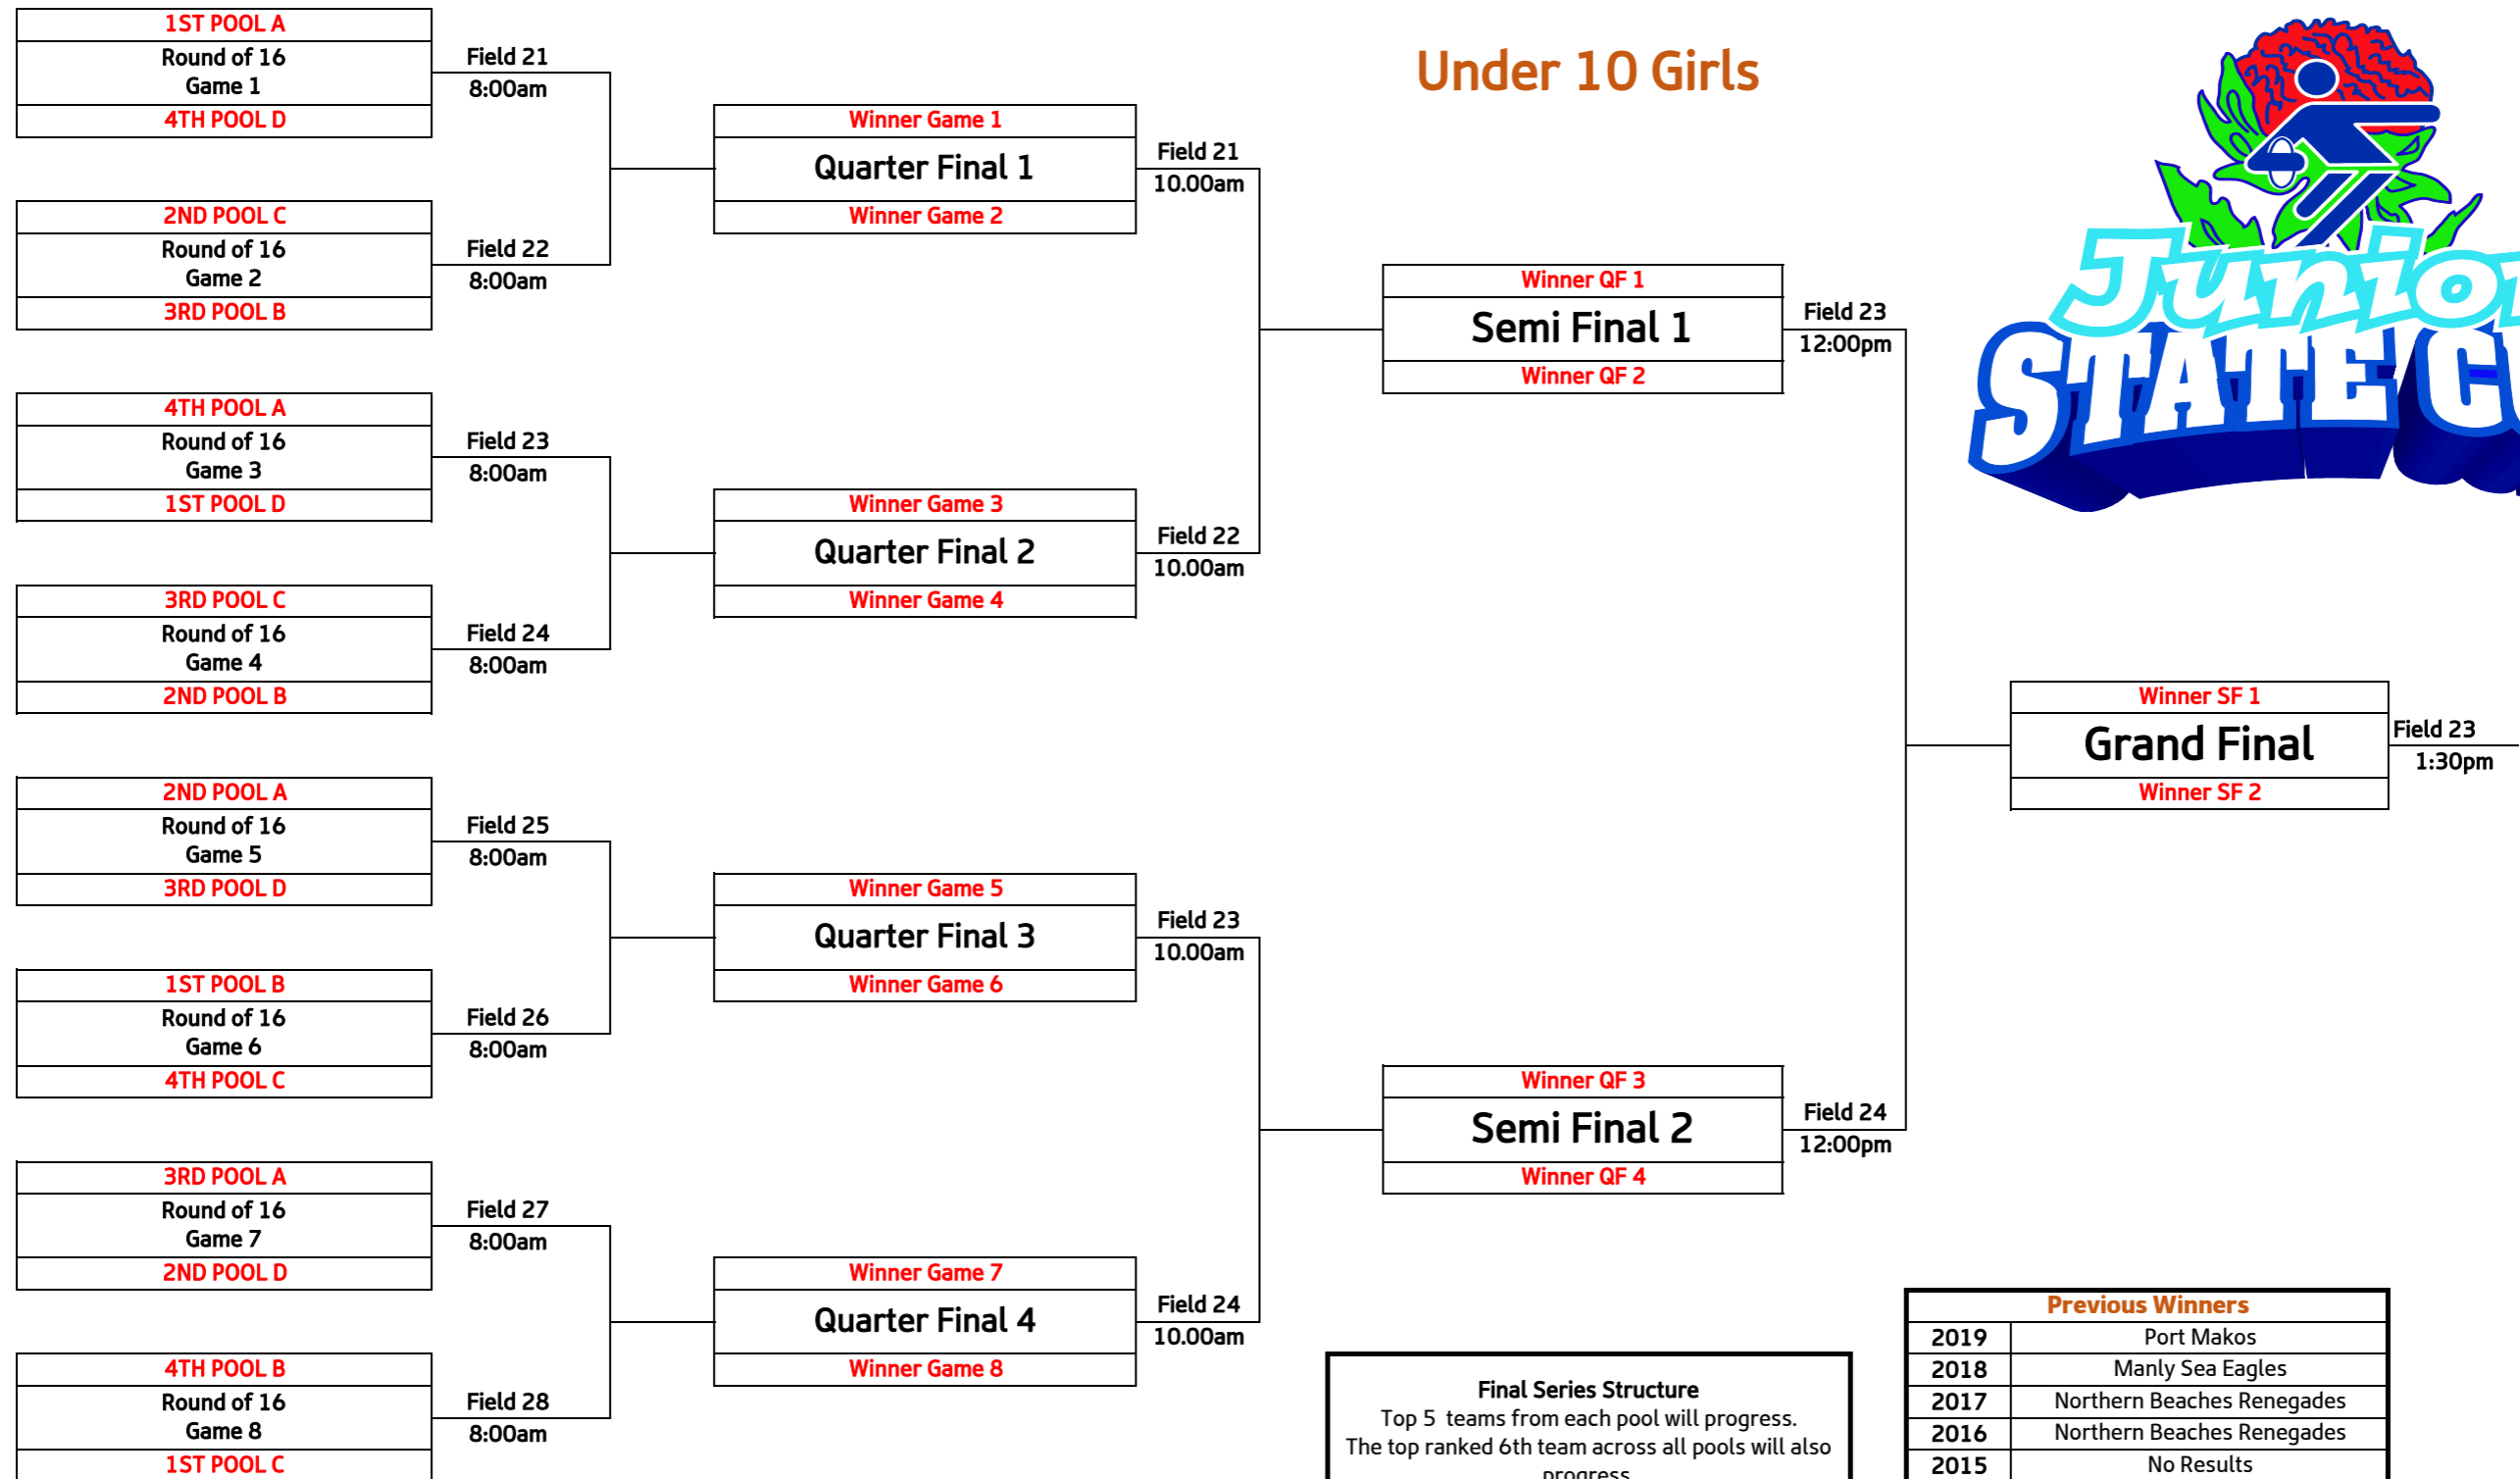 Under 10 Girls
1ST POOL A
Round of 16
Game 1
4TH POOL D
Field 21
8:00am
2ND POOL C
Round of 16
Game 2
3RD POOL B
Field 22
8:00am
4TH POOL A
Round of 16
Game 3
1ST POOL D
Field 23
8:00am
3RD POOL C
Round of 16
Game 4
2ND POOL B
Field 24
8:00am
2ND POOL A
Round of 16
Game 5
3RD POOL D
Field 25
8:00am
1ST POOL B
Round of 16
Game 6
4TH POOL C
Field 26
8:00am
3RD POOL A
Round of 16
Game 7
2ND POOL D
Field 27
8:00am
4TH POOL B
Round of 16
Game 8
1ST POOL C
Field 28
8:00am
Winner Game 1
Quarter Final 1
Winner Game 2
Field 21
10.00am
Winner Game 3
Quarter Final 2
Winner Game 4
Field 22
10.00am
Winner Game 5
Quarter Final 3
Winner Game 6
Field 23
10.00am
Winner Game 7
Quarter Final 4
Winner Game 8
Field 24
10.00am
Winner QF 1
Semi Final 1
Winner QF 2
Field 23
12:00pm
Winner QF 3
Semi Final 2
Winner QF 4
Field 24
12:00pm
Junior
STATE
Winner SF 1
Grand Final
Winner SF 2
Field 23
1:30pm
Final Series Structure
Top 5 teams from each pool will progress.
The top ranked 6th team across all pools will also
progress
Previous Winners
2019 Port Makos
2018 Manly Sea Eagles
2017 Northern Beaches Renegades
2016 Northern Beaches Renegades
2015 No Results